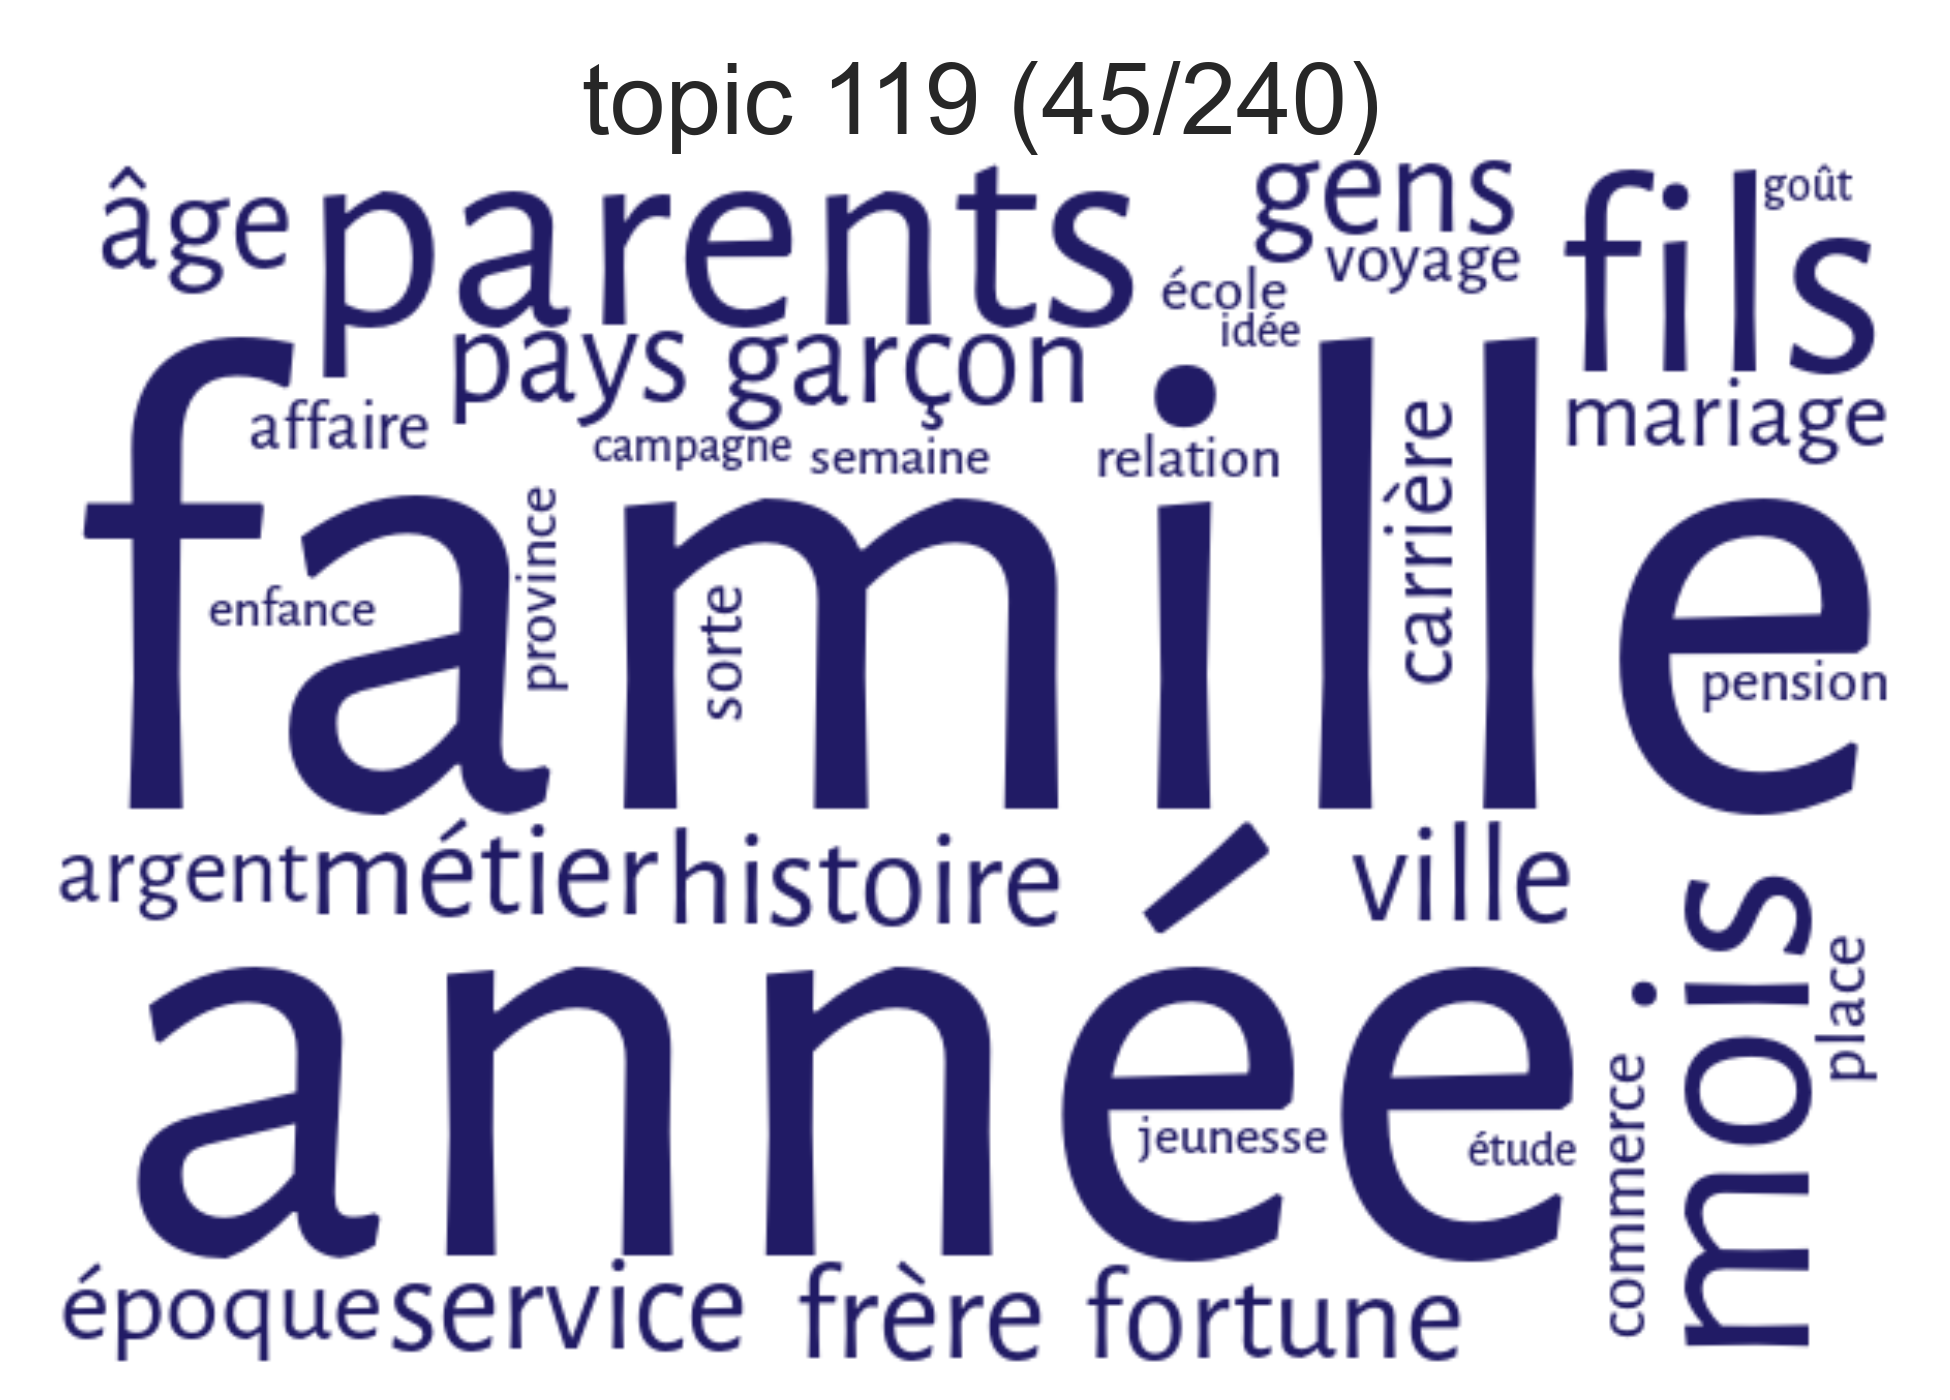 topic 119 (45/240)
âge
parents
gens
fils
goût
voyage
école
idée
pays
garçon
affaire
mariage
campagne
semaine
relation
carrière
famille
province
enfance
sorte
pension
argent
métier
histoire
ville
mois
place
année
commerce
jeunesse
étude
époque
service
frère
fortune